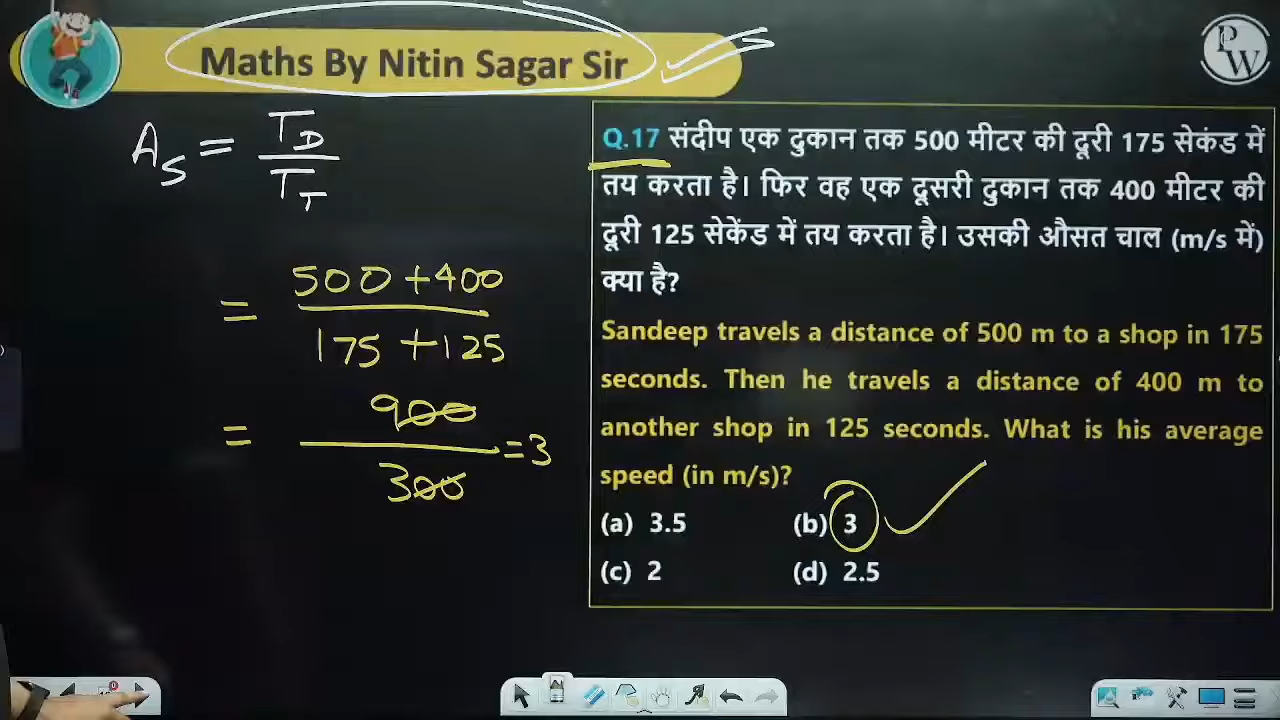 Maths By Nitin Sagar Sir
PW
A_S = T_D / T_T
= 500 + 400 / 175 + 125
= 900 / 300 = 3
Q.17 संदीप एक दुकान तक 500 मीटर की दूरी 175 सेकंड में
तय करता है। फिर वह एक दूसरी दुकान तक 400 मीटर की
दूरी 125 सेकेंड में तय करता है। उसकी औसत चाल (m/s में)
क्या है?
Sandeep travels a distance of 500 m to a shop in 175
seconds. Then he travels a distance of 400 m to
another shop in 125 seconds. What is his average
speed (in m/s)?
(a) 3.5 (b) 3
(c) 2 (d) 2.5